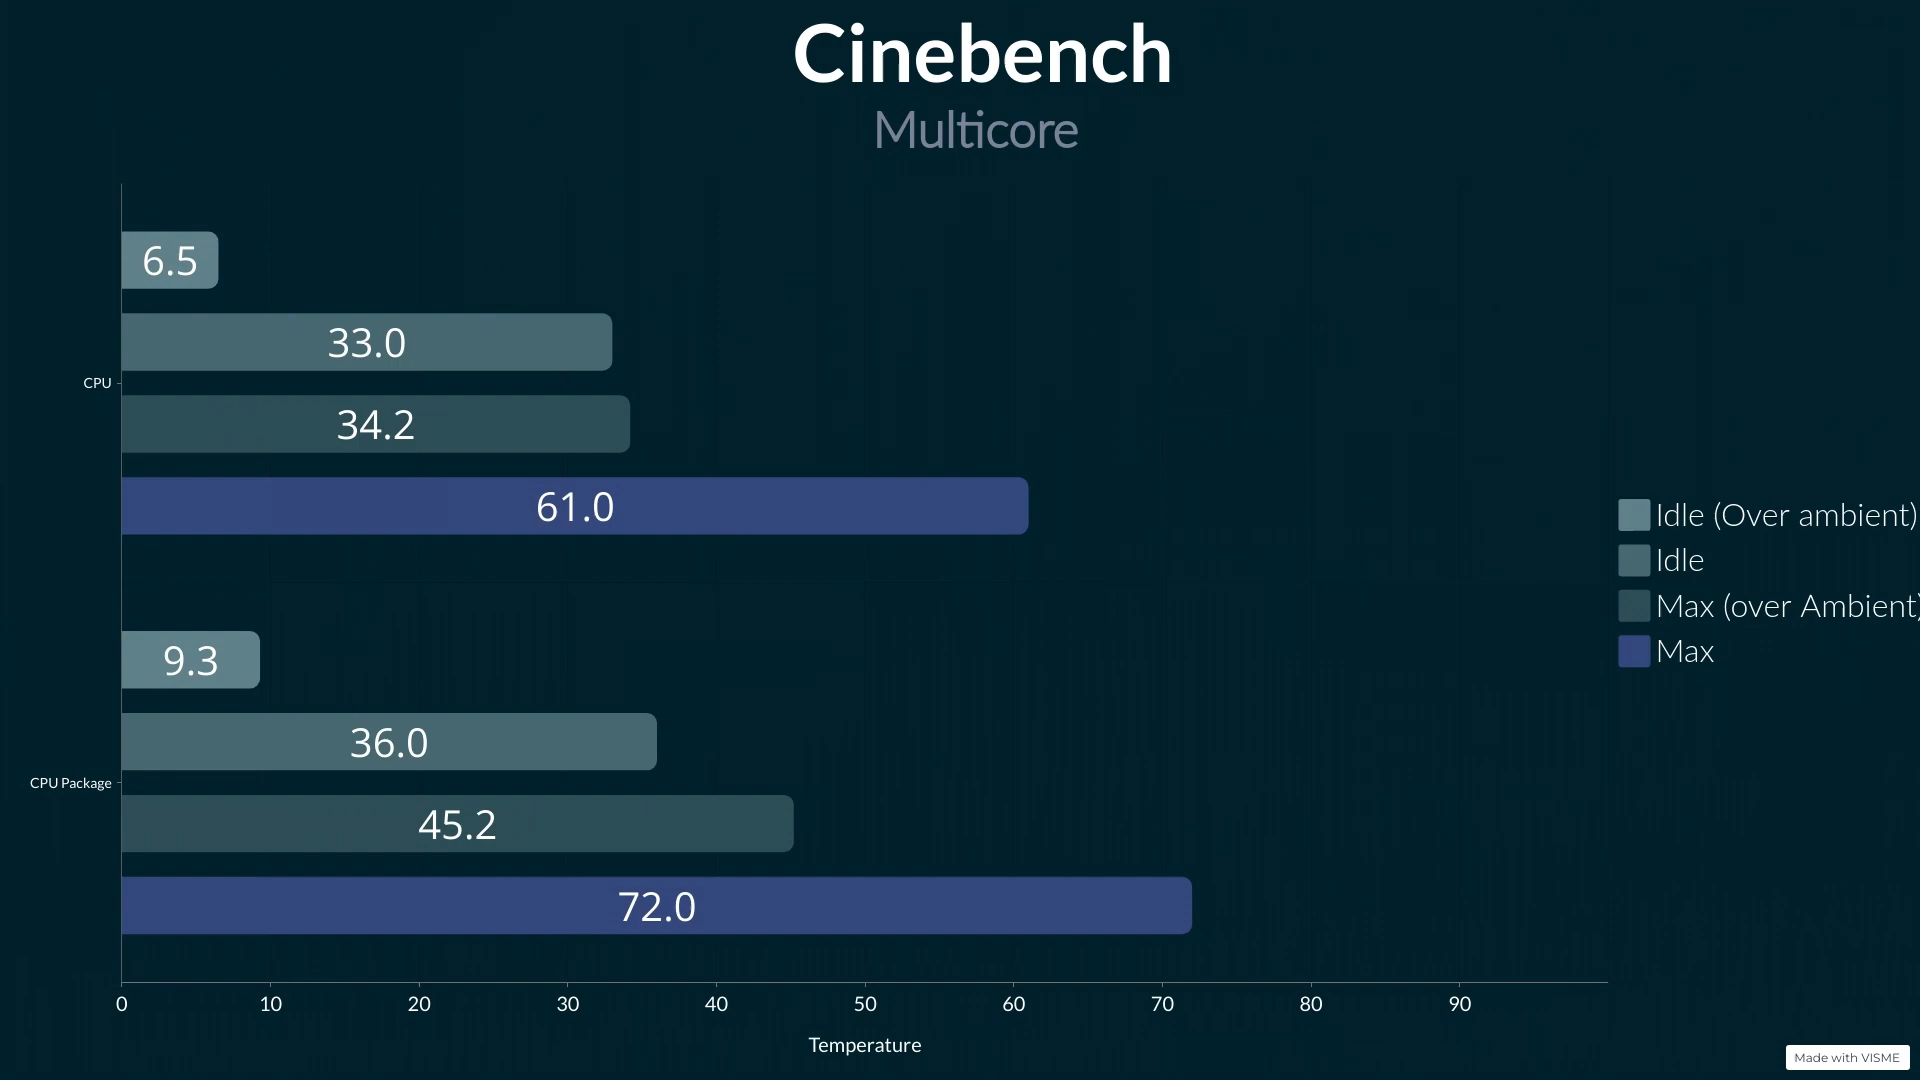 Cinebench
Multicore
6.5
33.0
CPU
34.2
61.0
Idle (Over ambient)
Idle
Max (over Ambient)
Max
9.3
36.0
CPU Package
45.2
72.0
0 10 20 30 40 50 60 70 80 90
Temperature
Made with VISME